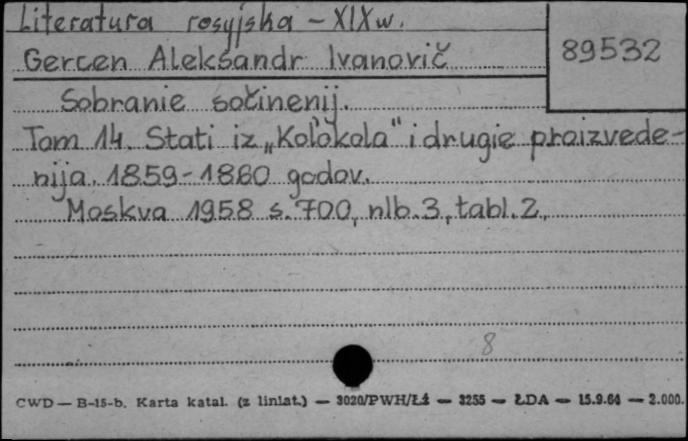 Literatura rosyjska - XIX w.
Gercen Aleksandr Ivanovič
89532
Sobranie sočinenij.
Tom 14. Stati iz „Kolokola" i drugie proizvede-
nija. 1859-1860 godov.
Moskva 1958 s. 700, nlb. 3, tabl. 2,
8
CWD — B-15-b. Karta katal. (z liniat.) — 3020/PWH/Łź — 3255 — ŁDA — 15.9.64 — 2.000.